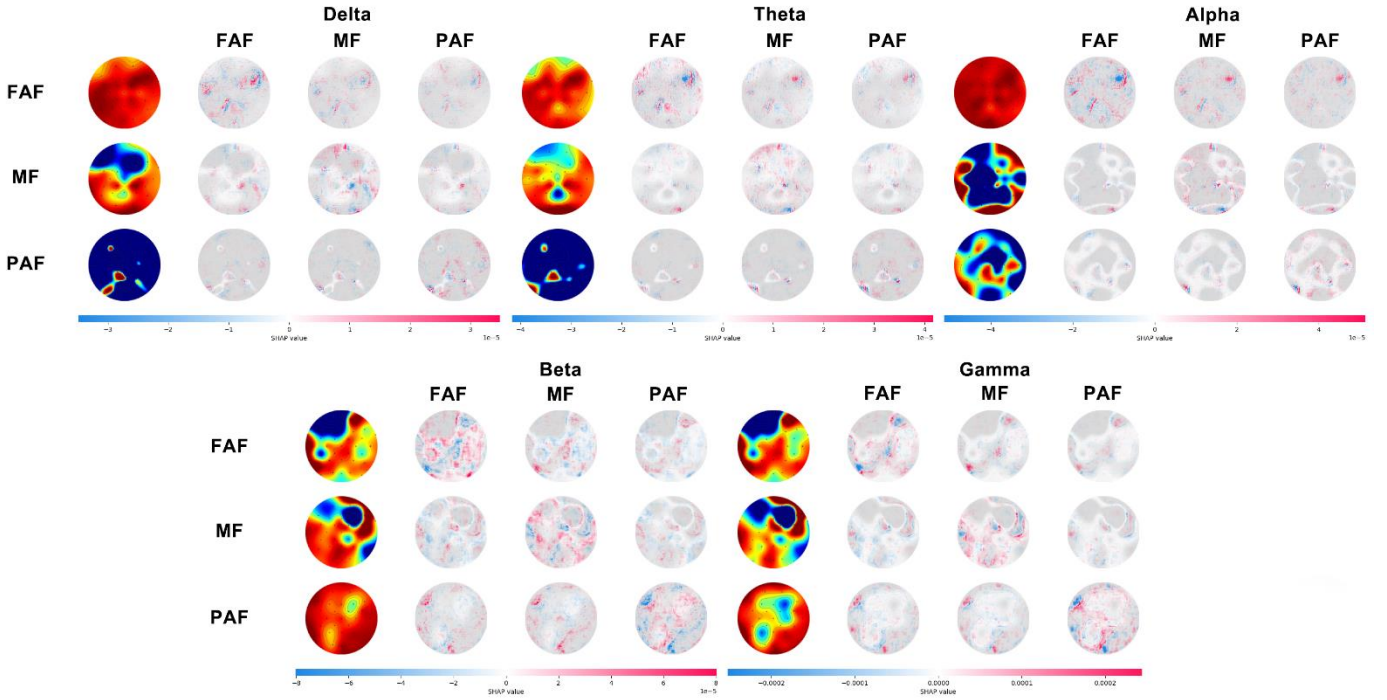 Delta Theta Alpha
FAF MF PAF FAF MF PAF FAF MF PAF
FAF
MF
PAF
−3 −2 −1 0 1 2 3 −4 −3 −2 −1 0 1 2 3 4 −4 −2 0 2 4
SHAP value 1e−5 SHAP value 1e−5 SHAP value 1e−5
Beta Gamma
FAF MF PAF FAF MF PAF
FAF
MF
PAF
−8 −6 −4 −2 0 2 4 6 8 −0.0002 −0.0001 0.0000 0.0001 0.0002
SHAP value 1e−5 SHAP value